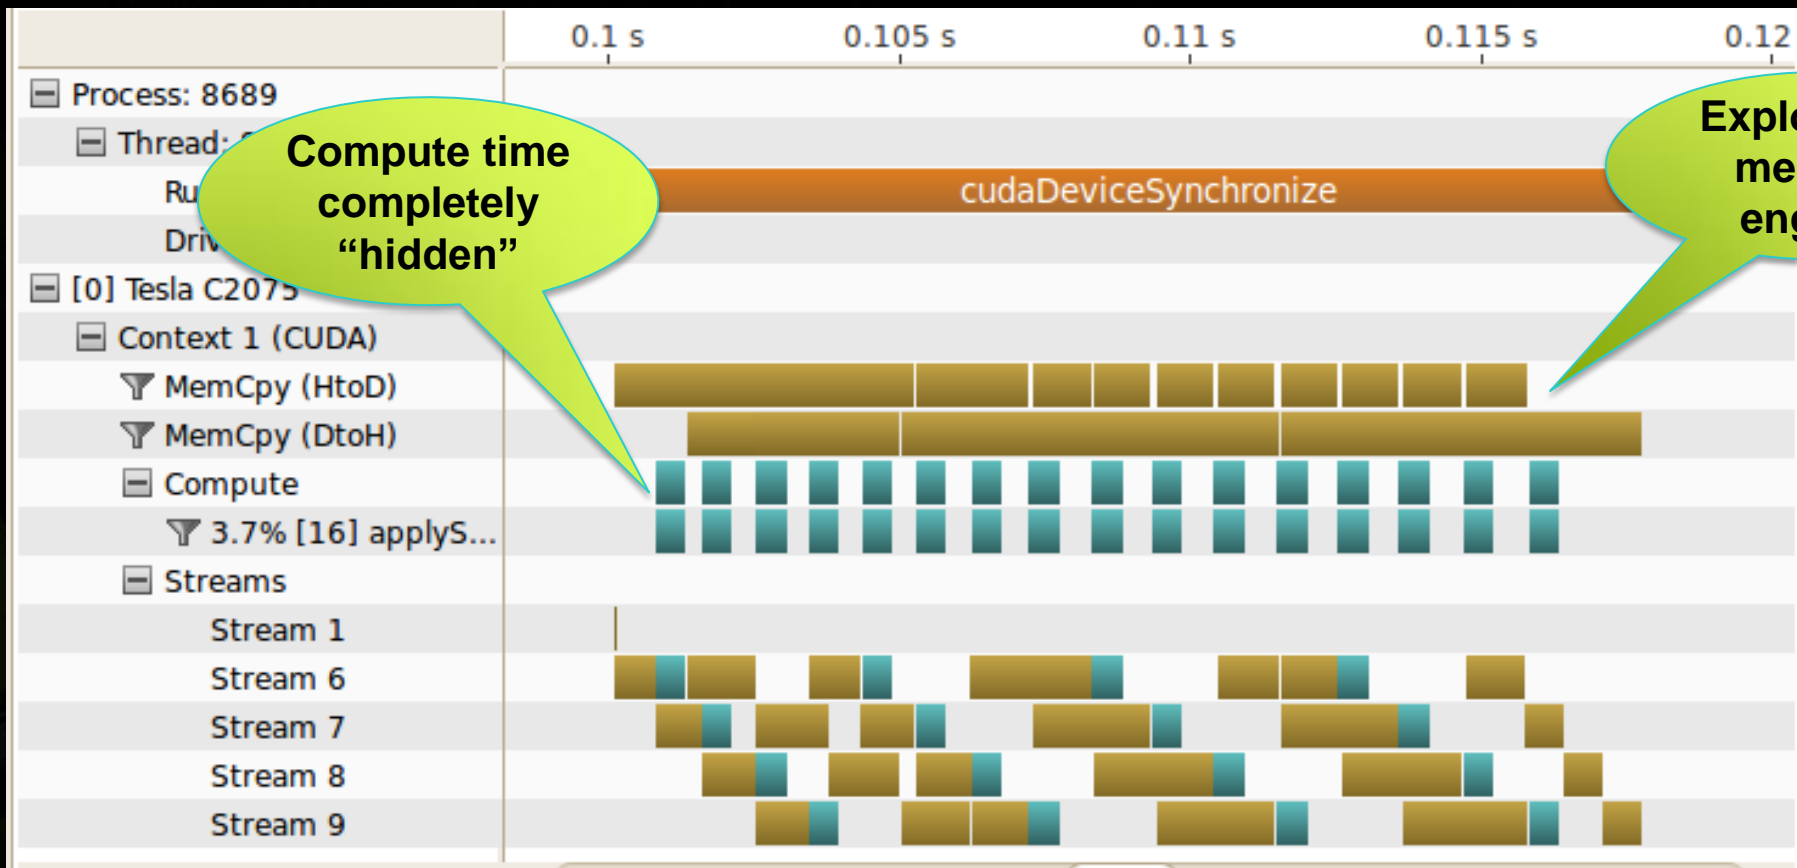 0.1 s 0.105 s 0.11 s 0.115 s 0.12
Process: 8689
Thread:
Compute time
completely
“hidden”
cudaDeviceSynchronize
[0] Tesla C2075
Context 1 (CUDA)
MemCpy (HtoD)
MemCpy (DtoH)
Compute
3.7% [16] applyS...
Streams
Stream 1
Stream 6
Stream 7
Stream 8
Stream 9